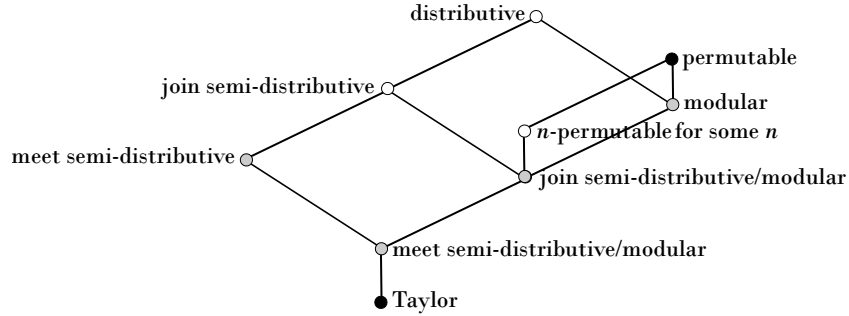 distributive
permutable
join semi-distributive
modular
n-permutable for some n
meet semi-distributive
join semi-distributive/modular
meet semi-distributive/modular
Taylor